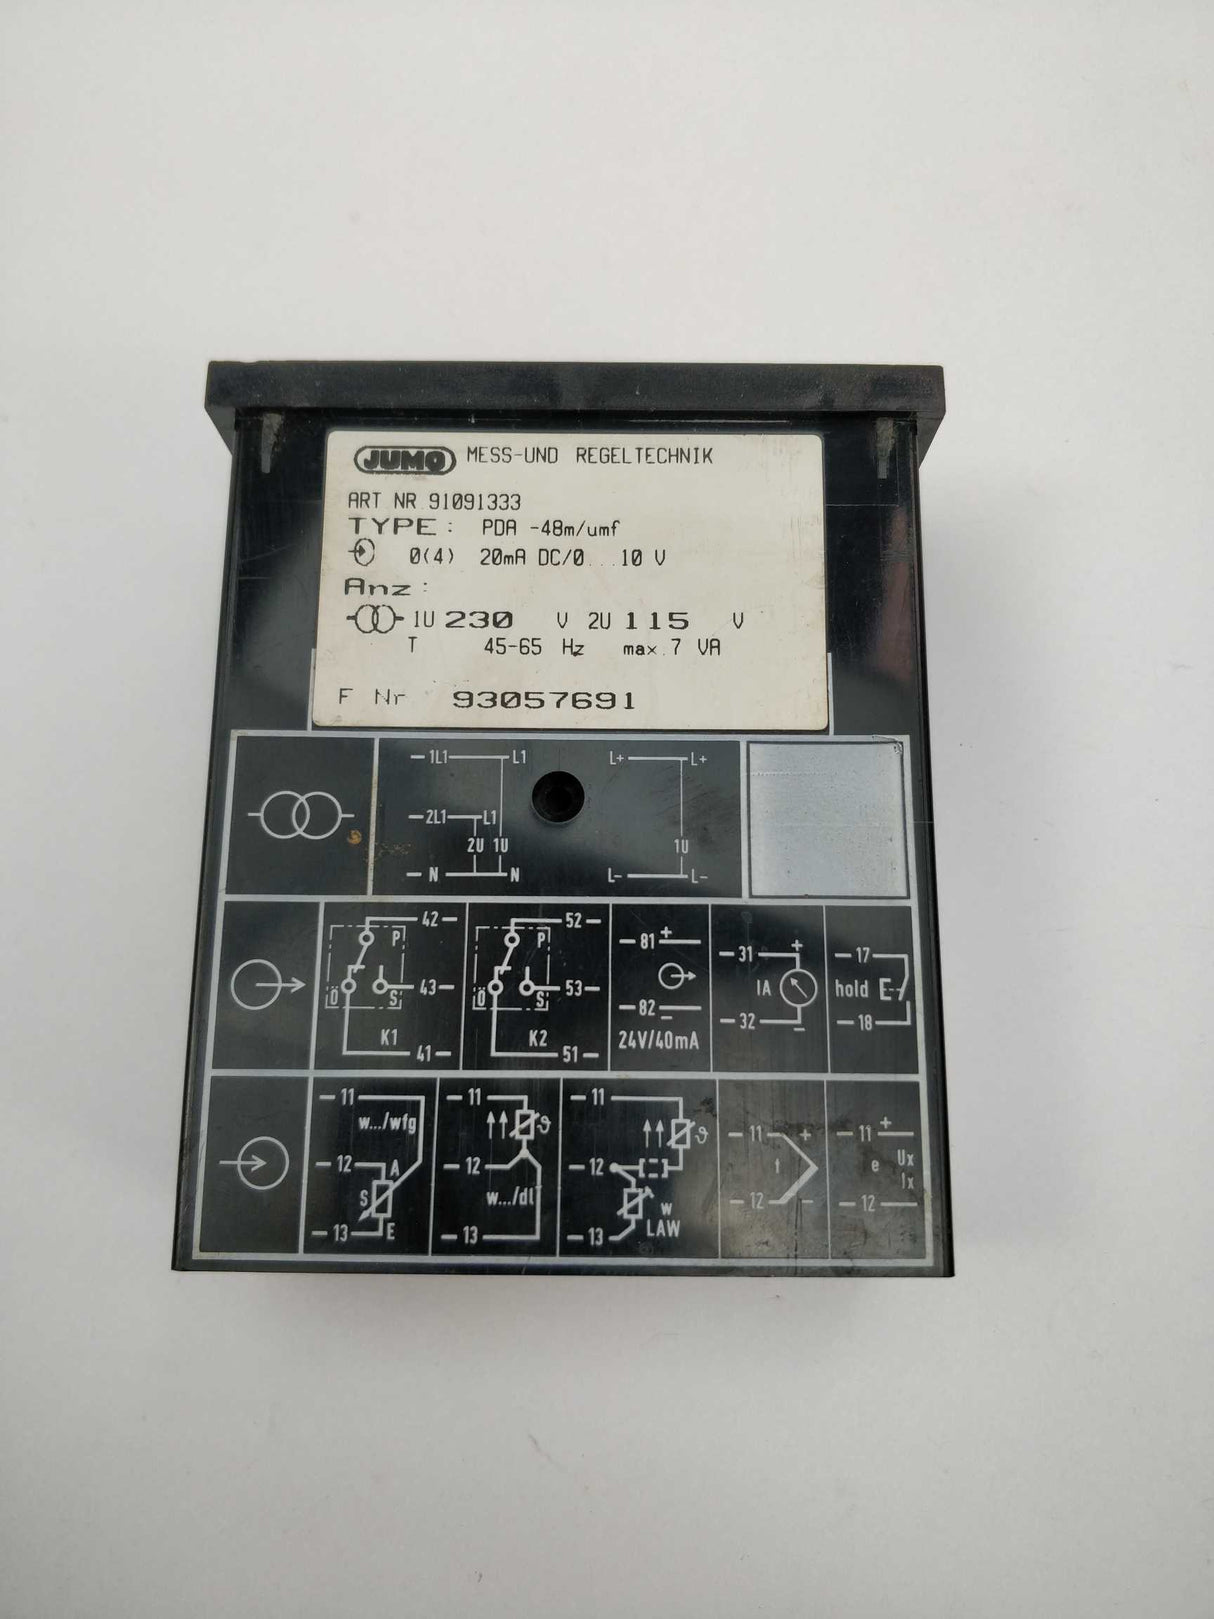 JUMO MESS-UND REGELTECHNIK
ART NR. 91091333
TYPE: PDA -48m/umf
0(4) 20mA DC/0...10 V
Anz:
1U 230 V 2U 115 V
T 45-65 Hz max.7 VA
F Nr 93057691
1L1 L1 L+ L+
2L1 L1
2U 1U 1U
N N L- L-
42 P 52 P 81 + 31 + 17
Ö S 43 Ö S 53 IA hold E
82 - 32 - 18
K1 41 K2 51 24V/40mA
11 w.../wfg 11 ϑ 11 ϑ 11 + 11 +
12 A 12 12 t e Ux
S w.../dl w Ix
13 E 13 13 LAW 12 - 12 -